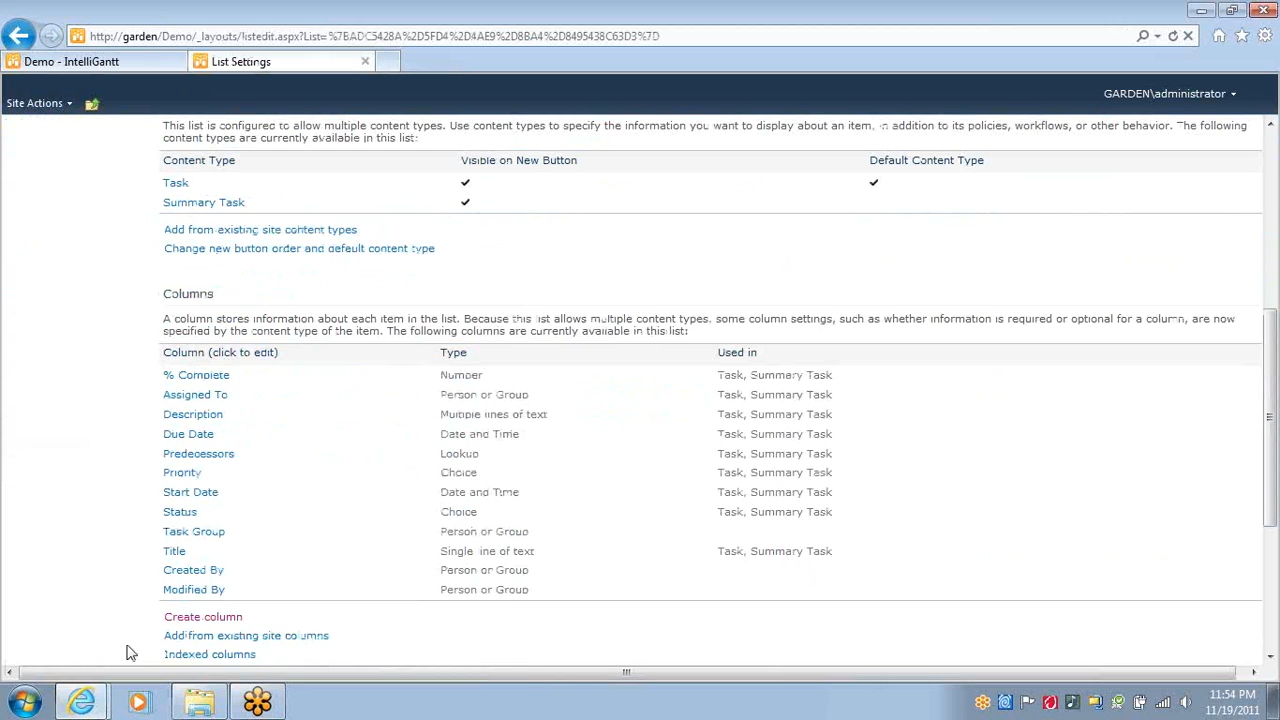 http://garden/Demo/_layouts/listedit.aspx?List=%7BADC5428A%2D5FD4%2D4AE9%2D8BA4%2D8495438C63D3%7D
Demo - IntelliGantt
List Settings
Site Actions
GARDEN\administrator
This list is configured to allow multiple content types. Use content types to specify the information you want to display about an item, in addition to its policies, workflows, or other behavior. The following
content types are currently available in this list:
Content Type Visible on New Button Default Content Type
Task
Summary Task
Add from existing site content types
Change new button order and default content type
Columns
A column stores information about each item in the list. Because this list allows multiple content types, some column settings, such as whether information is required or optional for a column, are now
specified by the content type of the item. The following columns are currently available in this list:
Column (click to edit) Type Used in
% Complete Number Task, Summary Task
Assigned To Person or Group Task, Summary Task
Description Multiple lines of text Task, Summary Task
Due Date Date and Time Task, Summary Task
Predecessors Lookup Task, Summary Task
Priority Choice Task, Summary Task
Start Date Date and Time Task, Summary Task
Status Choice Task, Summary Task
Task Group Person or Group
Title Single line of text Task, Summary Task
Created By Person or Group
Modified By Person or Group
Create column
Add from existing site columns
Indexed columns
11:54 PM
11/19/2011